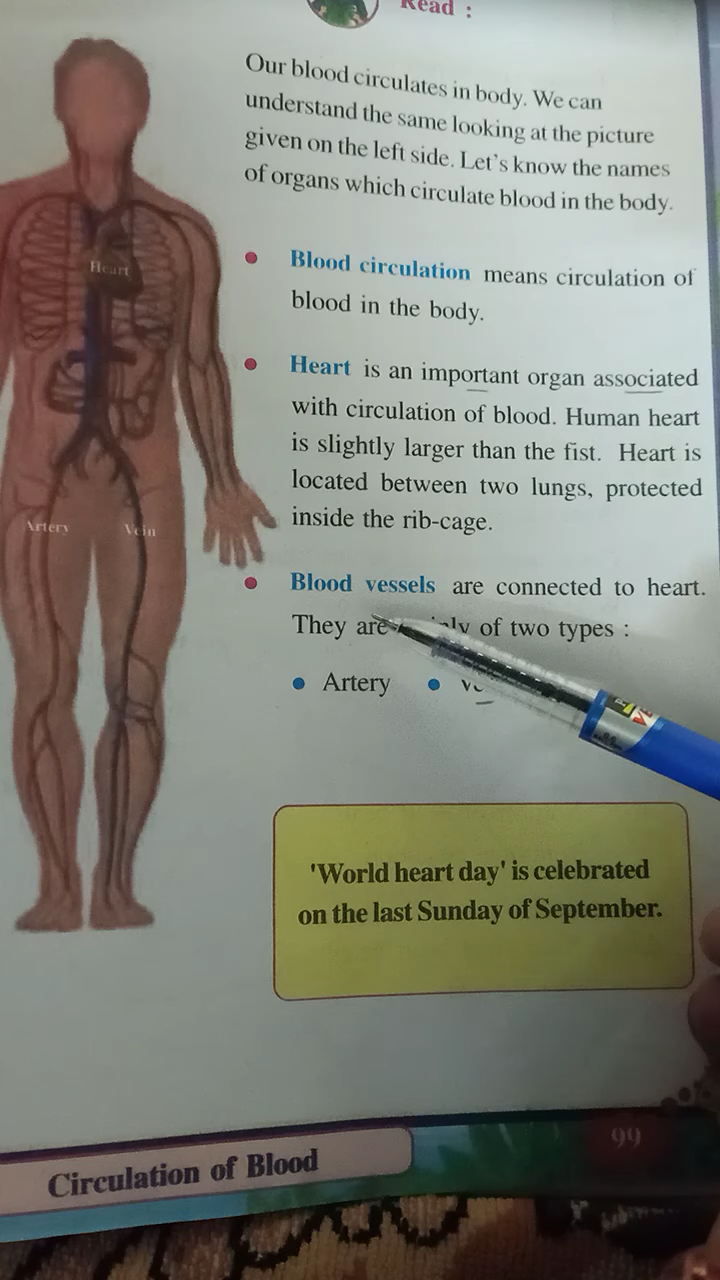 Read :
Our blood circulates in body. We can
understand the same looking at the picture
given on the left side. Let's know the names
of organs which circulate blood in the body.
Blood circulation means circulation of
blood in the body.
Heart is an important organ associated
with circulation of blood. Human heart
is slightly larger than the fist. Heart is
located between two lungs, protected
inside the rib-cage.
Blood vessels are connected to heart.
They are of two types :
Artery
Heart
Artery Vein
'World heart day' is celebrated
on the last Sunday of September.
99
Circulation of Blood